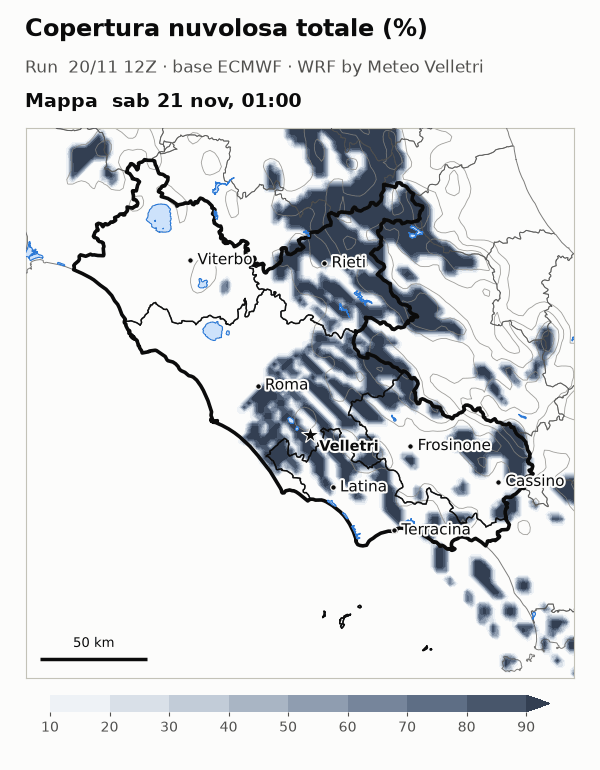 Copertura nuvolosa totale (%)
Run 20/11 12Z · base ECMWF · WRF by Meteo Velletri
Mappa sab 21 nov, 01:00
Viterbo
Rieti
Roma
Velletri
Frosinone
Cassino
Latina
Terracina
50 km
10 20 30 40 50 60 70 80 90